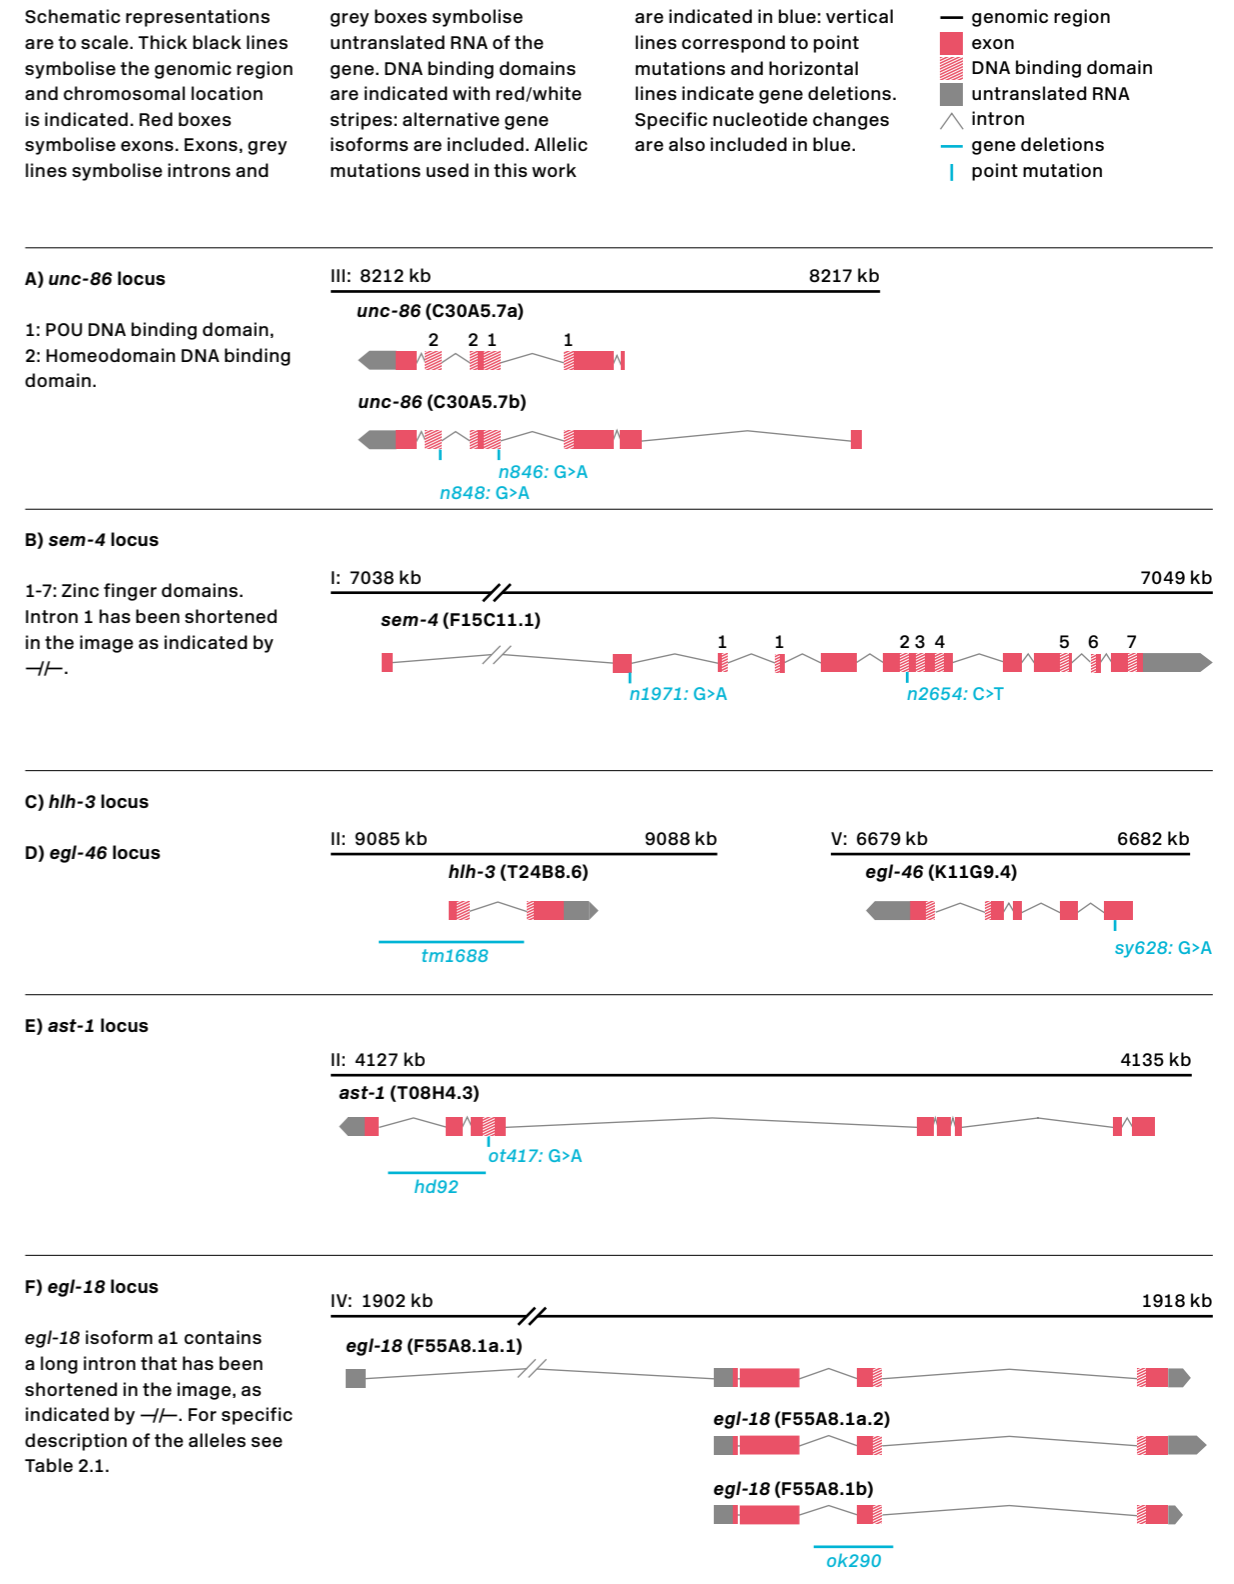 Schematic representations
are to scale. Thick black lines
symbolise the genomic region
and chromosomal location
is indicated. Red boxes
symbolise exons. Exons, grey
lines symbolise introns and
grey boxes symbolise
untranslated RNA of the
gene. DNA binding domains
are indicated with red/white
stripes: alternative gene
isoforms are included. Allelic
mutations used in this work
are indicated in blue: vertical
lines correspond to point
mutations and horizontal
lines indicate gene deletions.
Specific nucleotide changes
are also included in blue.
genomic region
exon
DNA binding domain
untranslated RNA
intron
gene deletions
point mutation
A) unc-86 locus
1: POU DNA binding domain,
2: Homeodomain DNA binding
domain.
III: 8212 kb 8217 kb
unc-86 (C30A5.7a)
2 2 1 1
unc-86 (C30A5.7b)
n846: G>A
n848: G>A
B) sem-4 locus
1-7: Zinc finger domains.
Intron 1 has been shortened
in the image as indicated by
–//–.
I: 7038 kb 7049 kb
sem-4 (F15C11.1)
1 1 2 3 4 5 6 7
n1971: G>A n2654: C>T
C) hlh-3 locus
D) egl-46 locus
II: 9085 kb 9088 kb
hlh-3 (T24B8.6)
tm1688
V: 6679 kb 6682 kb
egl-46 (K11G9.4)
sy628: G>A
E) ast-1 locus
II: 4127 kb 4135 kb
ast-1 (T08H4.3)
ot417: G>A
hd92
F) egl-18 locus
egl-18 isoform a1 contains
a long intron that has been
shortened in the image, as
indicated by –//–. For specific
description of the alleles see
Table 2.1.
IV: 1902 kb 1918 kb
egl-18 (F55A8.1a.1)
egl-18 (F55A8.1a.2)
egl-18 (F55A8.1b)
ok290